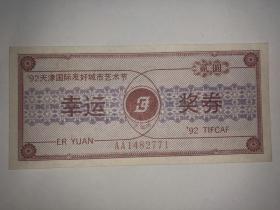 '92天津国际友好城市艺术节
贰圆
幸运 奖券
ER YUAN
'92 TIFCAF
AA1482771